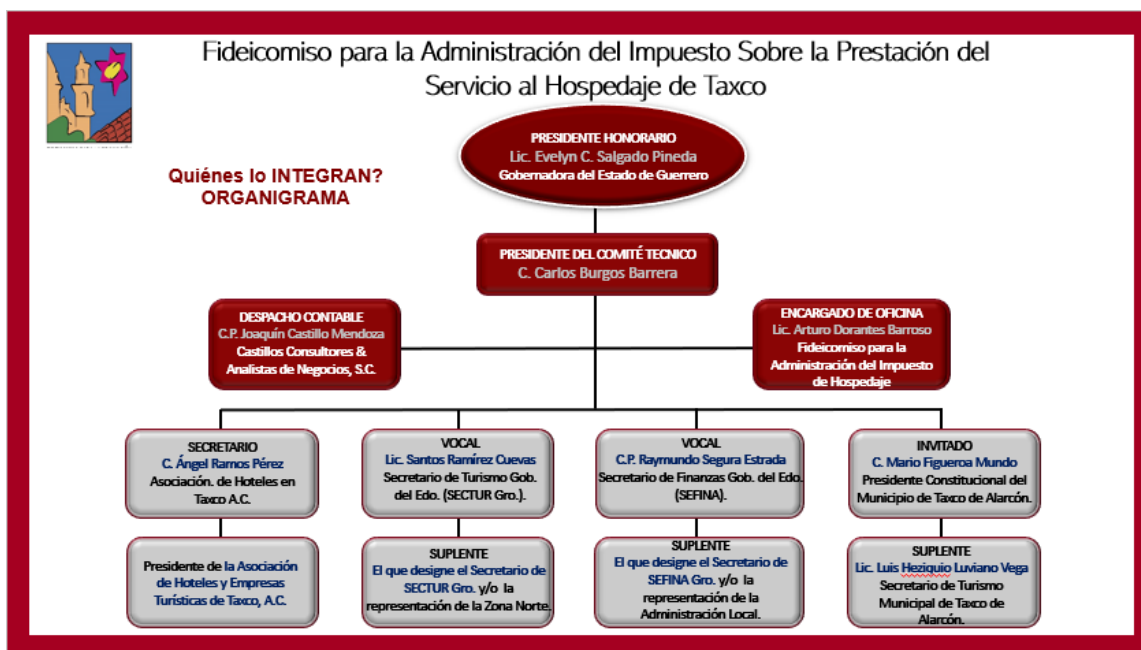 Fideicomiso para la Administración del Impuesto Sobre la Prestación del
Servicio al Hospedaje de Taxco
PRESIDENTE HONORARIO
Lic. Evelyn C. Salgado Pineda
Gobernadora del Estado de Guerrero
Quiénes lo INTEGRAN?
ORGANIGRAMA
PRESIDENTE DEL COMITÉ TECNICO
C. Carlos Burgos Barrera
DESPACHO CONTABLE
C.P. Joaquín Castillo Mendoza
Castillos Consultores &
Analistas de Negocios, S.C.
ENCARGADO DE OFICINA
Lic. Arturo Dorantes Barroso
Fideicomiso para la
Administración del Impuesto
de Hospedaje
SECRETARIO
C. Ángel Ramos Pérez
Asociación. de Hoteles en
Taxco A.C.
VOCAL
Lic. Santos Ramírez Cuevas
Secretario de Turismo Gob.
del Edo. (SECTUR Gro.).
VOCAL
C.P. Raymundo Segura Estrada
Secretario de Finanzas Gob. del Edo.
(SEFINA).
INVITADO
C. Mario Figueroa Mundo
Presidente Constitucional del
Municipio de Taxco de Alarcón.
Presidente de la Asociación
de Hoteles y Empresas
Turísticas de Taxco, A.C.
SUPLENTE
El que designe el Secretario de
SECTUR Gro. y/o la
representación de la Zona Norte.
SUPLENTE
El que designe el Secretario de
SEFINA Gro. y/o la
representación de la
Administración Local.
SUPLENTE
Lic. Luis Heziquio Luviano Vega
Secretario de Turismo
Municipal de Taxco de
Alarcón.